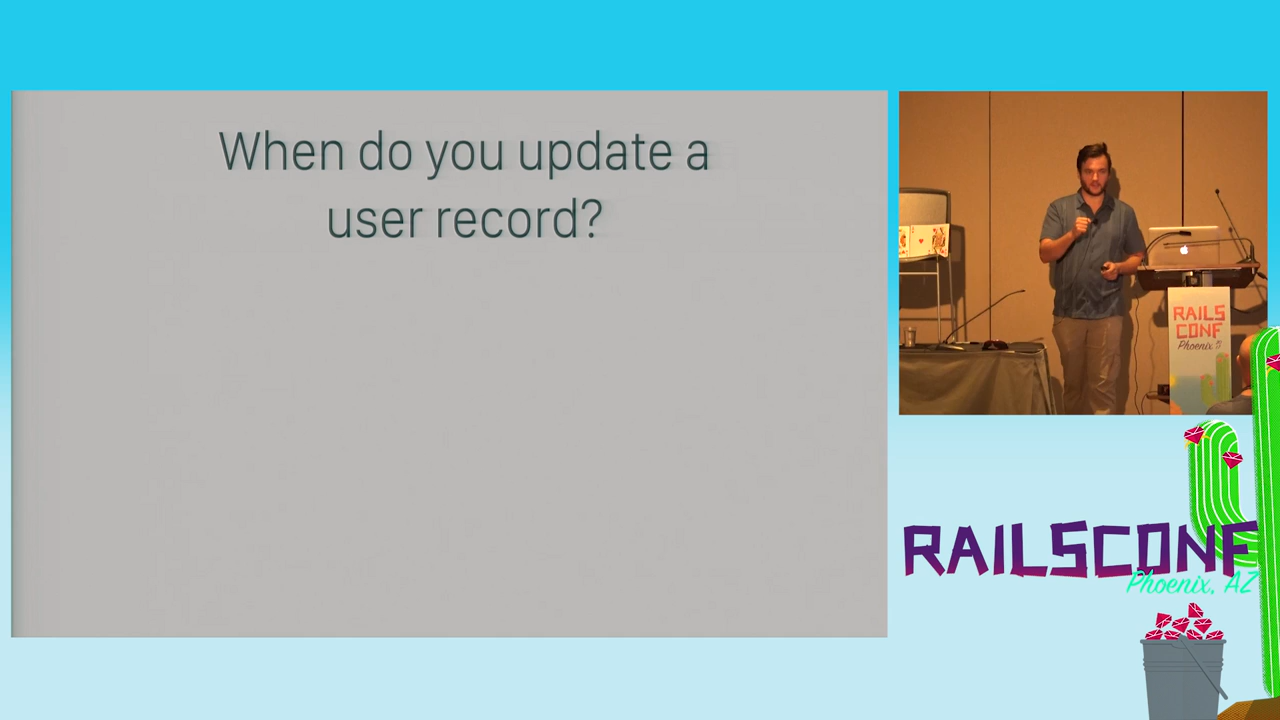 When do you update a
user record?
RAILS
CONF
Phoenix
RAILSCONF
Phoenix, AZ